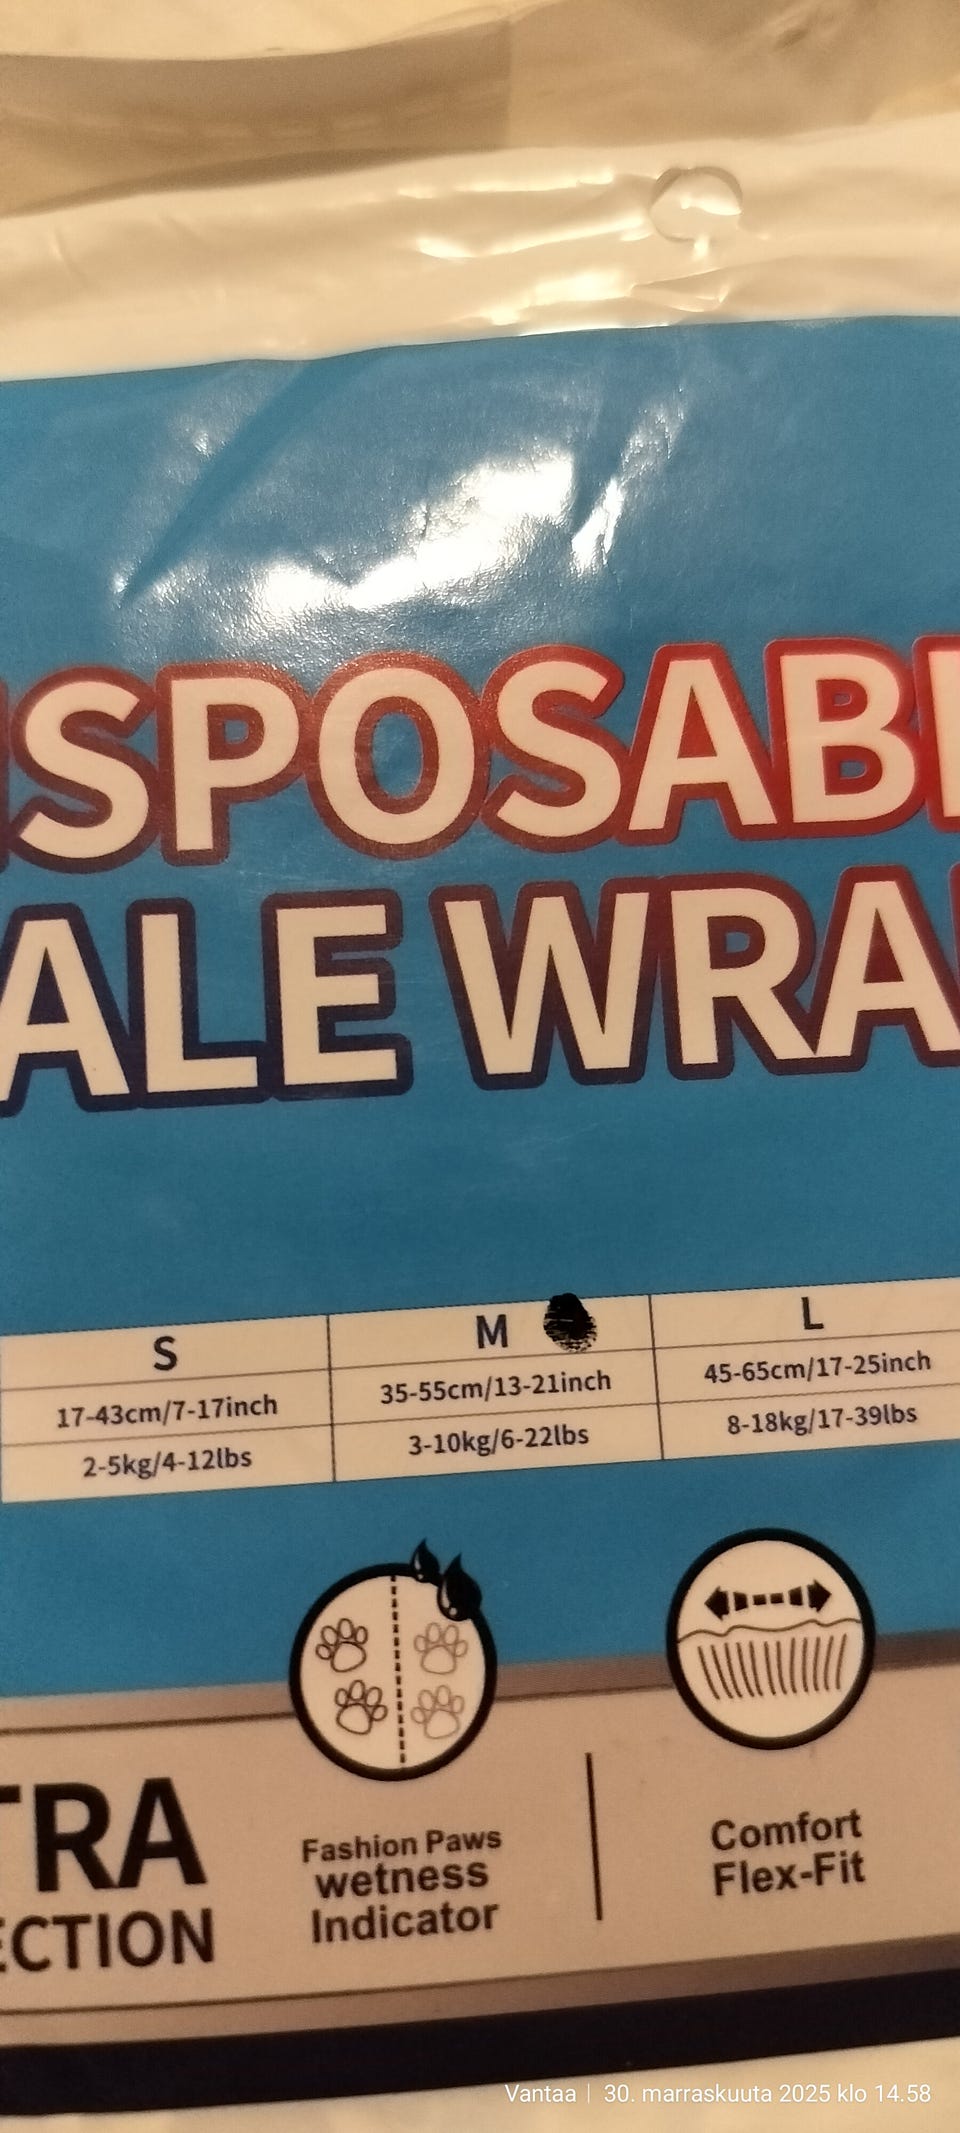 ISPOSABL
ALE WRAP
S M L
17-43cm/7-17inch 35-55cm/13-21inch 45-65cm/17-25inch
2-5kg/4-12lbs 3-10kg/6-22lbs 8-18kg/17-39lbs
TRA
ECTION
Fashion Paws
wetness
Indicator
Comfort
Flex-Fit
Vantaa | 30. marraskuuta 2025 klo 14.58